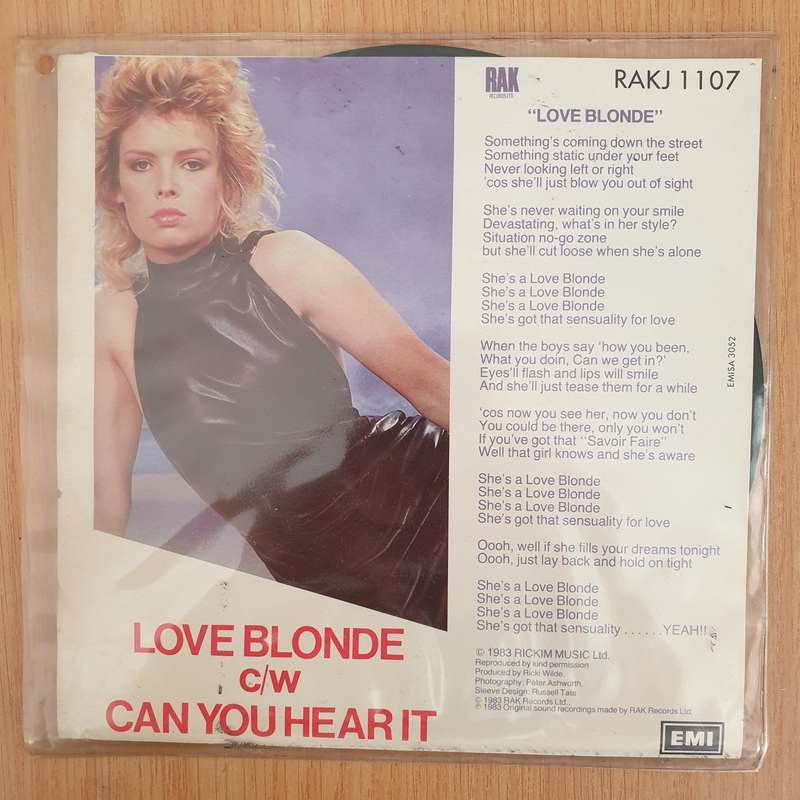 RAK
RECORDS LTD
RAKJ 1107
"LOVE BLONDE"
Something's coming down the street
Something static under your feet
Never looking left or right
'cos she'll just blow you out of sight
She's never waiting on your smile
Devastating, what's in her style?
Situation no-go zone
but she'll cut loose when she's alone
She's a Love Blonde
She's a Love Blonde
She's a Love Blonde
She's got that sensuality for love
When the boys say 'how you been,
What you doin, Can we get in?'
Eyes'll flash and lips will smile
And she'll just tease them for a while
'cos now you see her, now you don't
You could be there, only you won't
If you've got that "Savoir Faire"
Well that girl knows and she's aware
She's a Love Blonde
She's a Love Blonde
She's a Love Blonde
She's got that sensuality for love
Oooh, well if she fills your dreams tonight
Oooh, just lay back and hold on tight
She's a Love Blonde
She's a Love Blonde
She's a Love Blonde
She's got that sensuality.......YEAH!!
© 1983 RICKIM MUSIC Ltd.
Reproduced by kind permission.
Produced by Ricki Wilde.
Photography: Peter Ashworth.
Sleeve Design: Russell Tate
© 1983 RAK Records Ltd..
℗ 1983 Original sound recordings made by RAK Records Ltd.
EMISA 3052
LOVE BLONDE
c/w
CAN YOU HEAR IT
EMI